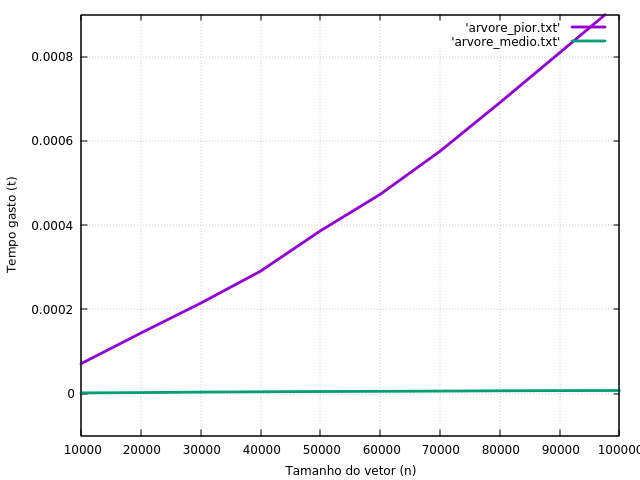 'arvore_pior.txt'
'arvore_medio.txt'
0.0008
0.0006
0.0004
0.0002
0
Tempo gasto (t)
10000 20000 30000 40000 50000 60000 70000 80000 90000 100000
Tamanho do vetor (n)